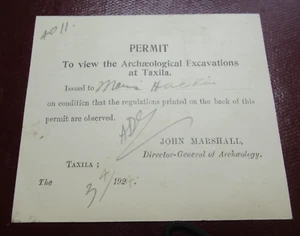 PERMIT
To view the Archæological Excavations
at Taxila.
Issued to
on condition that the regulations printed on the back of this
permit are observed.
JOHN MARSHALL,
Director-General of Archæology.
TAXILA:
The 192